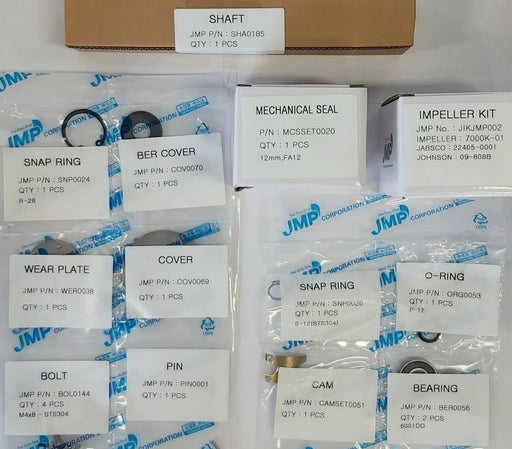 SHAFT
JMP P/N : SHA0185
QTY : 1 PCS
JMP
CORPORATION
SNAP RING
JMP P/N : SNP0024
QTY : 1 PCS
R-28
BER COVER
JMP P/N : COV0070
QTY : 1 PCS
MECHANICAL SEAL
P/N : MCSSET0020
QTY : 1 PCS
12mm,FA12
IMPELLER KIT
JMP No. : JIKJMP002
IMPELLER : 7000K-01
JABSCO : 22405-0001
JOHNSON : 09-808B
WEAR PLATE
JMP P/N : WER0038
QTY : 1 PCS
COVER
JMP P/N : COV0069
QTY : 1 PCS
JMP
CORPORATION
SNAP RING
JMP P/N : SNP0026
QTY : 1 PCS
S-12(STS304)
O-RING
JMP P/N : ORG0053
QTY : 1 PCS
P-12
BOLT
JMP P/N : BOL0144
QTY : 4 PCS
M4x8 - STS304
PIN
JMP P/N : PIN0001
QTY : 1 PCS
CAM
JMP P/N : CAMSET0051
QTY : 1 PCS
BEARING
JMP P/N : BER0056
QTY : 2 PCS
6001DD